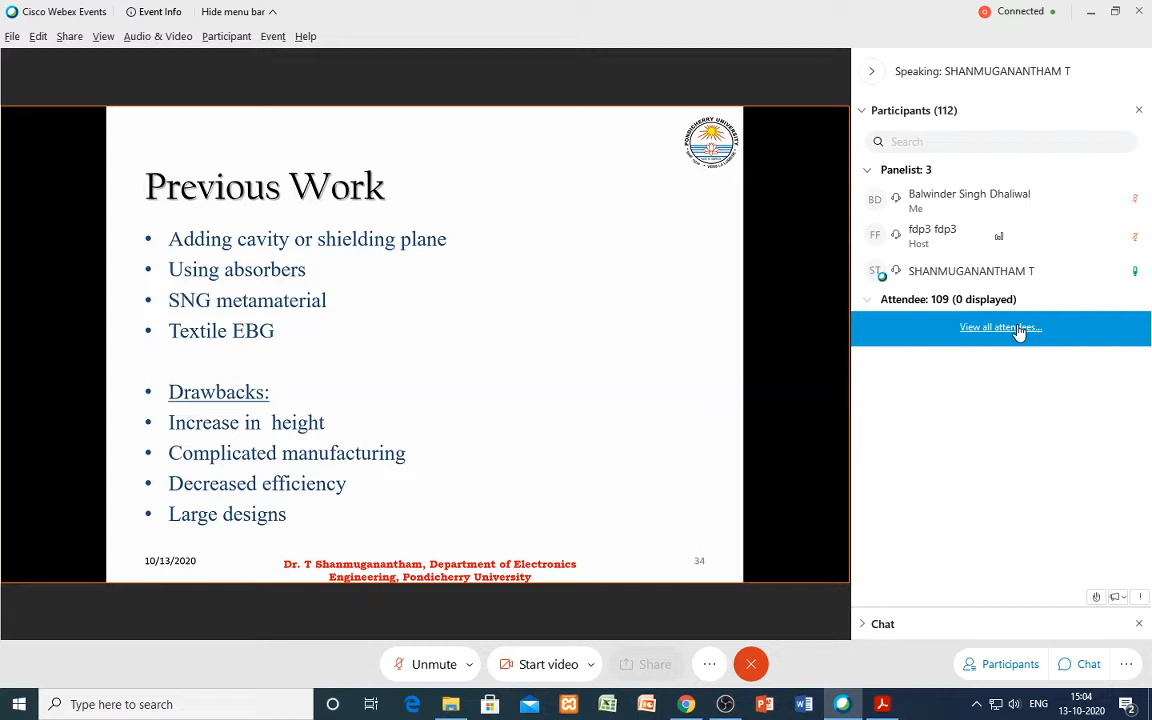 Cisco Webex Events
Event Info
Hide menu bar
Connected
File Edit Share View Audio & Video Participant Event Help
Speaking: SHANMUGANANTHAM T
Participants (112)
Search
Panelist: 3
BD
Balwinder Singh Dhaliwal
Me
FF
fdp3 fdp3
Host
ST
SHANMUGANANTHAM T
Attendee: 109 (0 displayed)
View all attendees...
Chat
PONDICHERRY UNIVERSITY
Previous Work
• Adding cavity or shielding plane
• Using absorbers
• SNG metamaterial
• Textile EBG
• Drawbacks:
• Increase in height
• Complicated manufacturing
• Decreased efficiency
• Large designs
10/13/2020
Dr. T Shanmuganantham, Department of Electronics
Engineering, Pondicherry University
34
Unmute
Start video
Share
Participants
Chat
Type here to search
ENG
15:04
13-10-2020
2